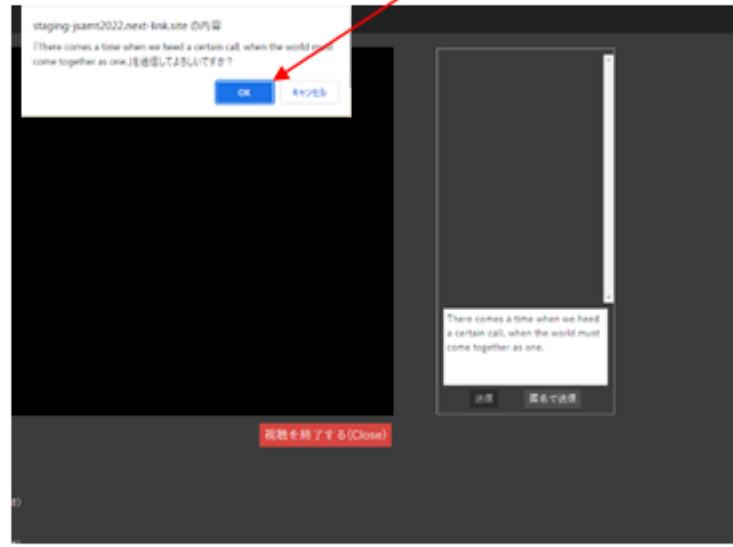 staging-jsamt2022.next-link.site の内容
「There comes a time when we heed a certain call, when the world must
come together as one.」を送信してよろしいですか？
OK
キャンセル
There comes a time when we heed
a certain call, when the world must
come together as one.
送信
匿名で送信
視聴を終了する(Close)